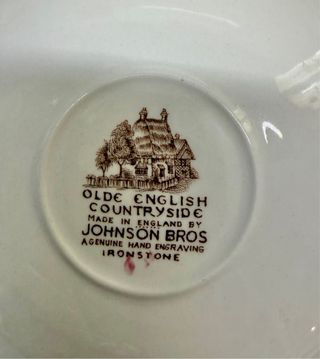 OLDE ENGLISH
COUNTRYSIDE
MADE IN ENGLAND BY
JOHNSON BROS
A GENUINE HAND ENGRAVING
IRONSTONE